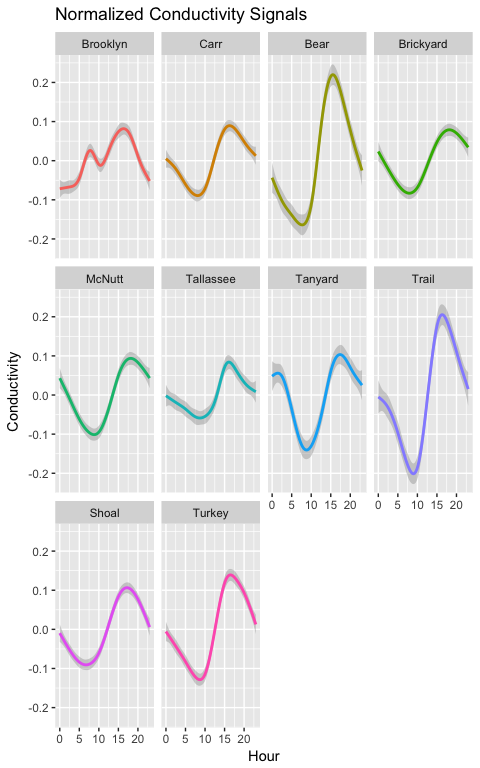 Normalized Conductivity Signals
Brooklyn Carr Bear Brickyard
0.2
0.1
0.0
-0.1
-0.2
McNutt Tallassee Tanyard Trail
0.2
0.1
0.0
-0.1
-0.2
0 5 10 15 20 0 5 10 15 20
Shoal Turkey
0.2
0.1
0.0
-0.1
-0.2
0 5 10 15 20 0 5 10 15 20
Conductivity
Hour